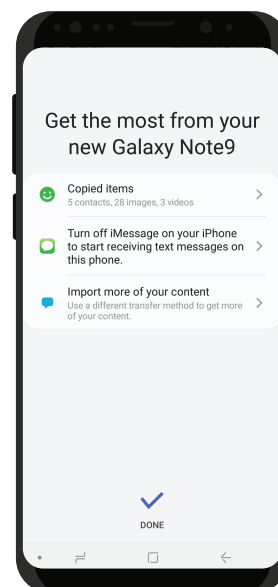 Get the most from your
new Galaxy Note9
Copied items
5 contacts, 28 images, 3 videos
Turn off iMessage on your iPhone
to start receiving text messages on
this phone.
Import more of your content
Use a different transfer method to get more
of your content.
DONE